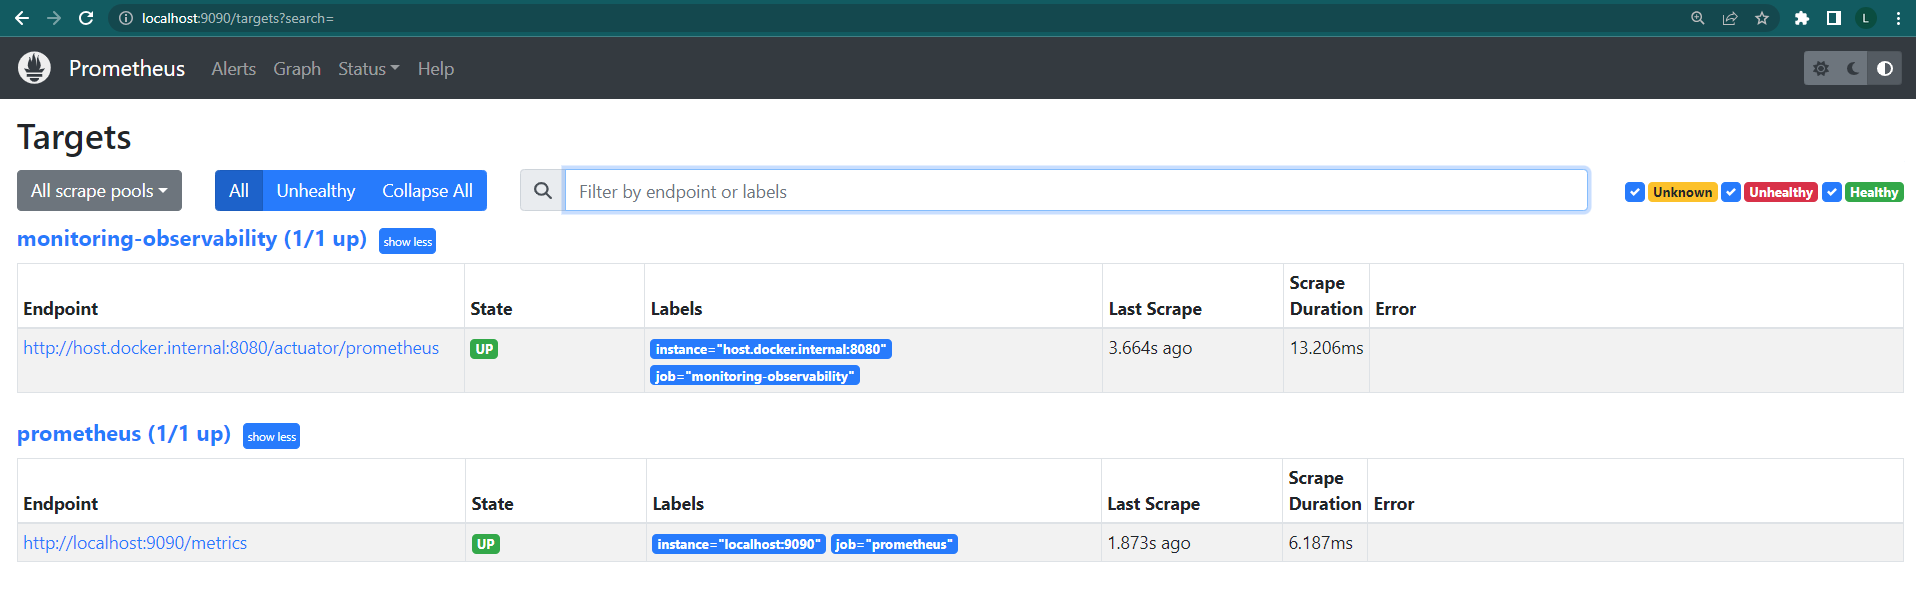 localhost:9090/targets?search=
L
Prometheus Alerts Graph Status Help
Targets
All scrape pools All Unhealthy Collapse All Filter by endpoint or labels Unknown Unhealthy Healthy
monitoring-observability (1/1 up) show less
Endpoint State Labels Last Scrape Scrape Duration Error
http://host.docker.internal:8080/actuator/prometheus UP instance="host.docker.internal:8080" 3.664s ago 13.206ms
job="monitoring-observability"
prometheus (1/1 up) show less
Endpoint State Labels Last Scrape Scrape Duration Error
http://localhost:9090/metrics UP instance="localhost:9090" job="prometheus" 1.873s ago 6.187ms